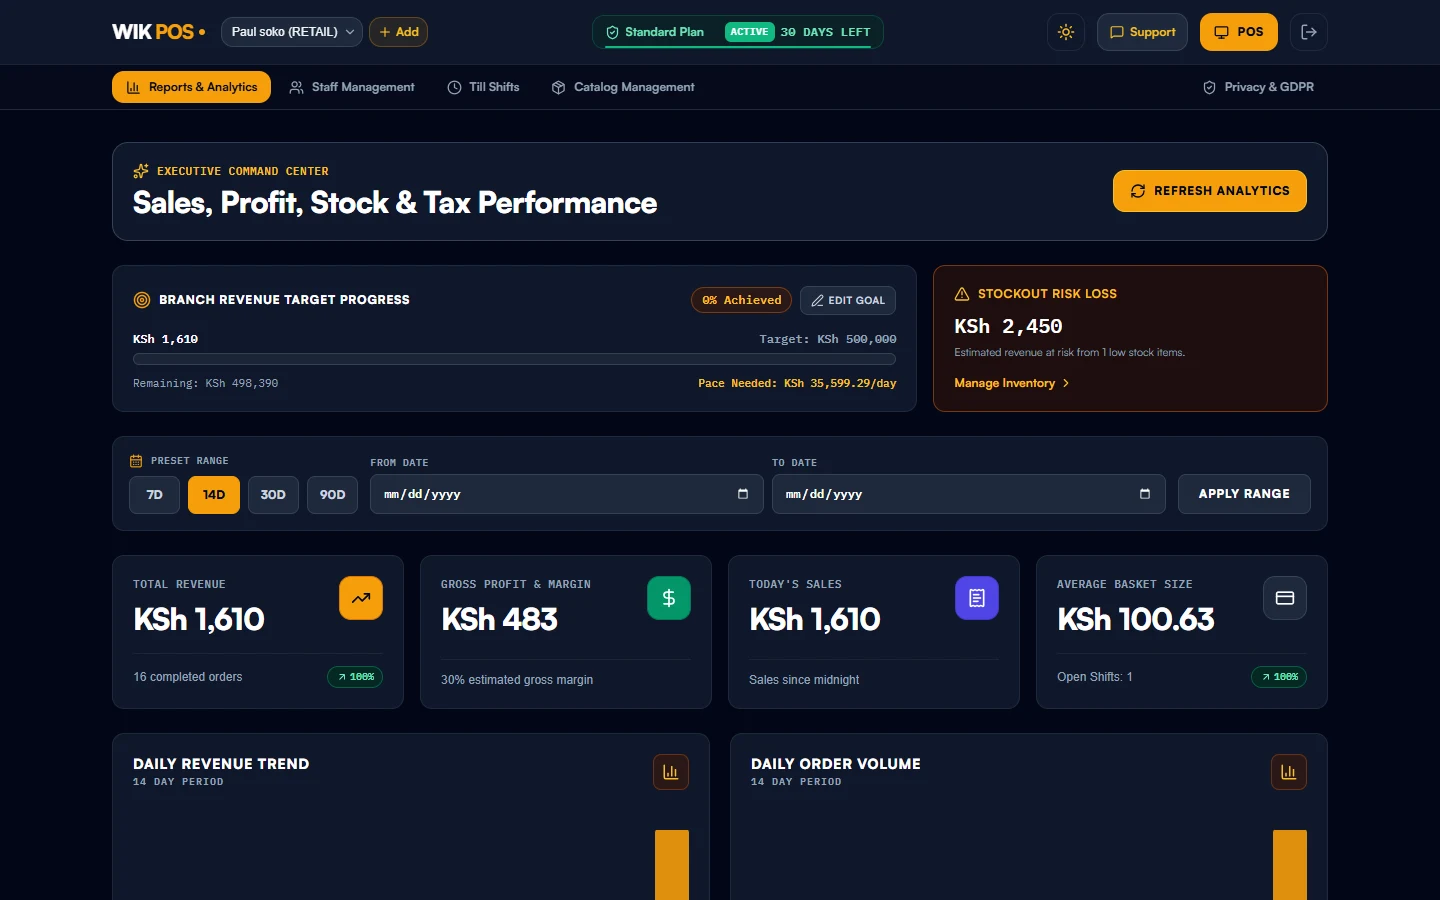 WIK POS
Paul soko (RETAIL)
Add
Standard Plan ACTIVE 30 DAYS LEFT
Support
POS
Reports & Analytics
Staff Management
Till Shifts
Catalog Management
Privacy & GDPR
EXECUTIVE COMMAND CENTER
Sales, Profit, Stock & Tax Performance
REFRESH ANALYTICS
BRANCH REVENUE TARGET PROGRESS
0% Achieved
EDIT GOAL
KSh 1,610
Target: KSh 500,000
Remaining: KSh 498,390
Pace Needed: KSh 35,599.29/day
STOCKOUT RISK LOSS
KSh 2,450
Estimated revenue at risk from 1 low stock items.
Manage Inventory
PRESET RANGE
7D
14D
30D
90D
FROM DATE
mm/dd/yyyy
TO DATE
mm/dd/yyyy
APPLY RANGE
TOTAL REVENUE
KSh 1,610
16 completed orders
100%
GROSS PROFIT & MARGIN
KSh 483
30% estimated gross margin
TODAY'S SALES
KSh 1,610
Sales since midnight
AVERAGE BASKET SIZE
KSh 100.63
Open Shifts: 1
100%
DAILY REVENUE TREND
14 DAY PERIOD
DAILY ORDER VOLUME
14 DAY PERIOD